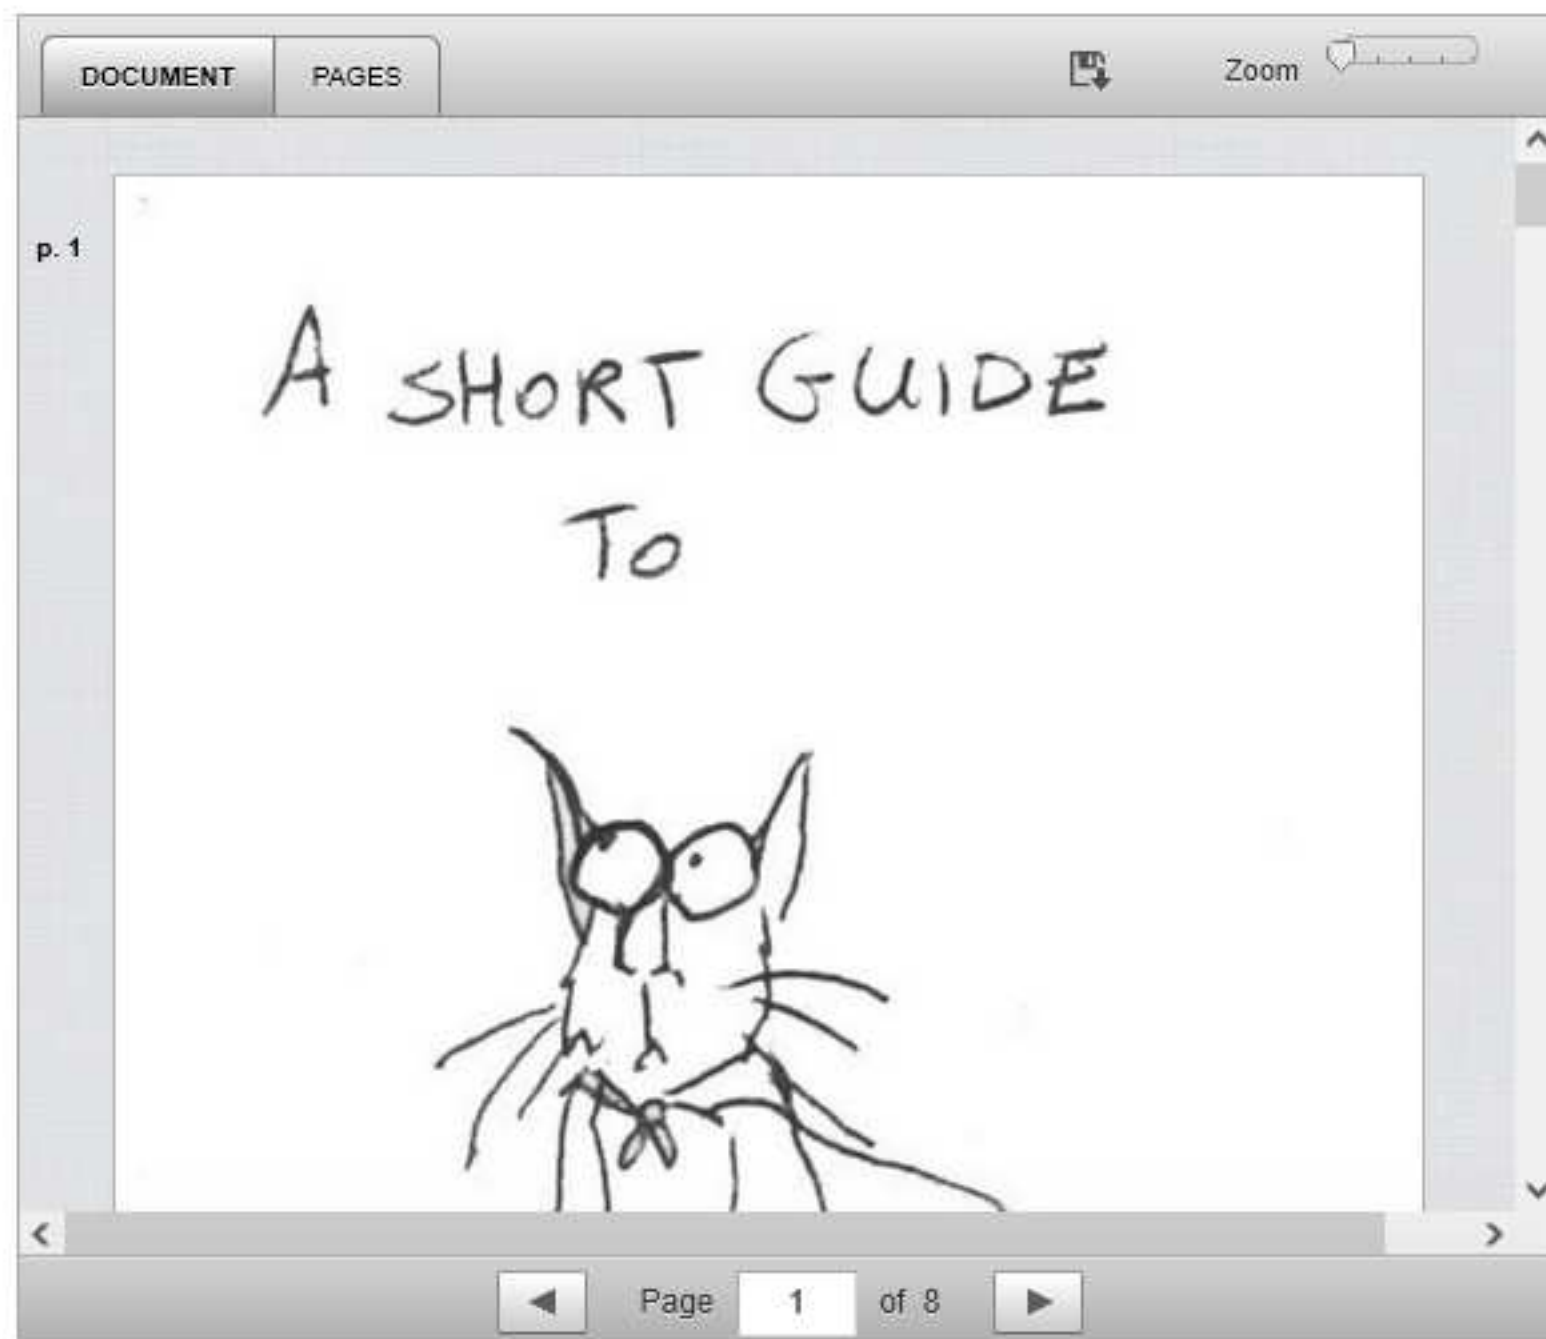 DOCUMENT PAGES Zoom
p. 1
A SHORT GUIDE
TO
Page 1 of 8